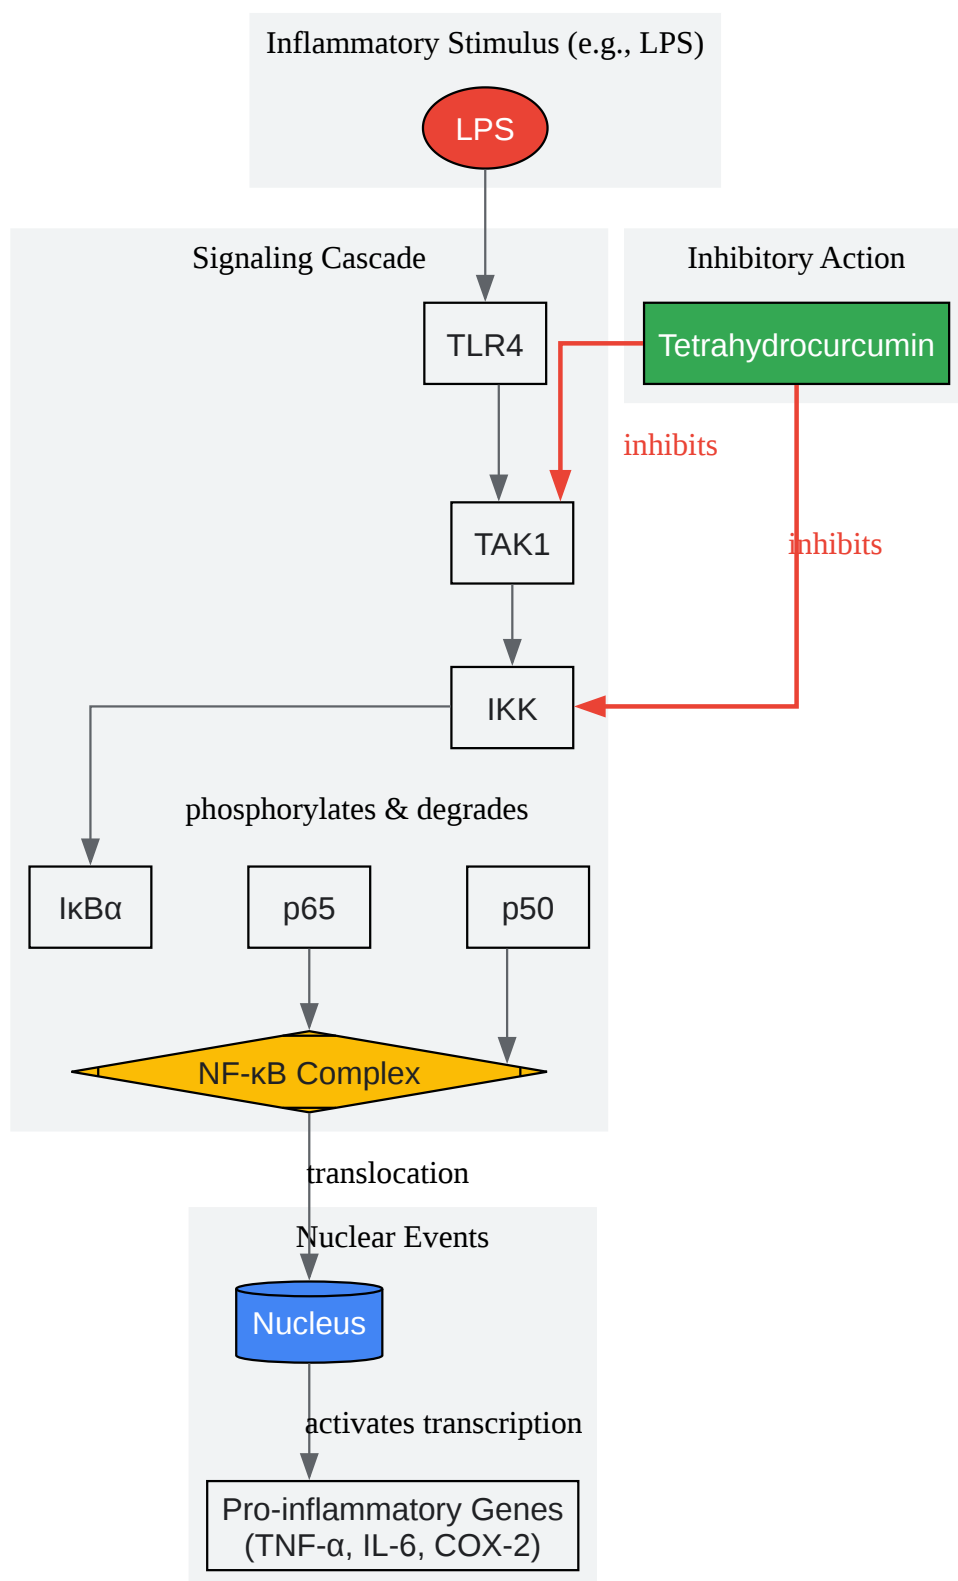 Inflammatory Stimulus (e.g., LPS)
LPS
Signaling Cascade
Inhibitory Action
TLR4
Tetrahydrocurcumin
inhibits
TAK1
inhibits
IKK
phosphorylates & degrades
IκBα
p65
p50
NF-κB Complex
translocation
Nuclear Events
Nucleus
activates transcription
Pro-inflammatory Genes
(TNF-α, IL-6, COX-2)